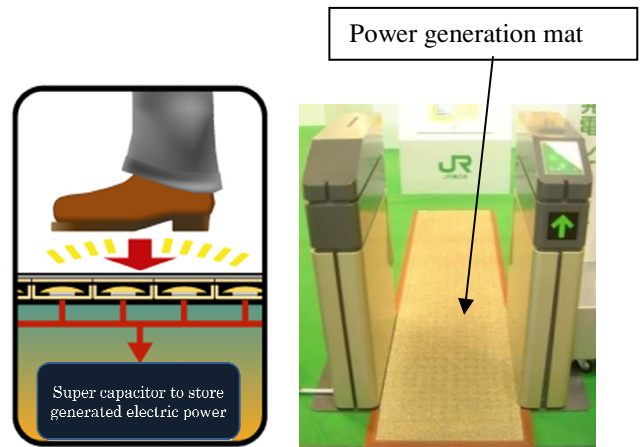 Power generation mat
JR
Super capacitor to store
generated electric power